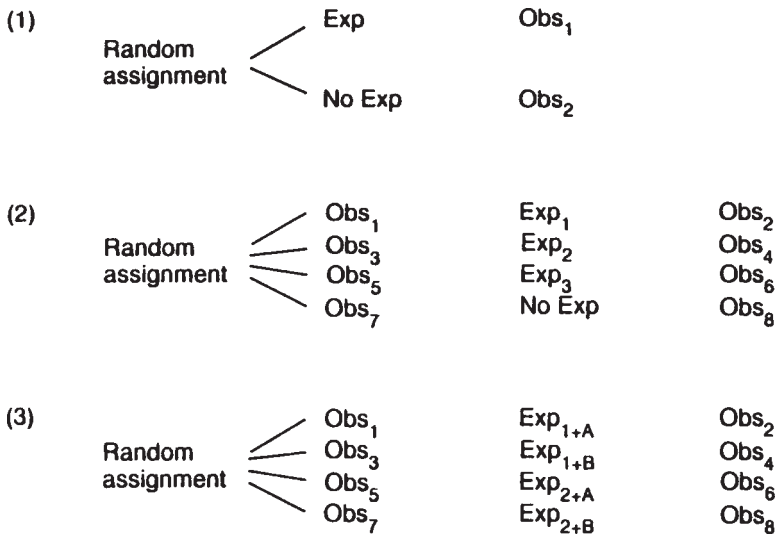 (1)
Exp Obs₁
Random
assignment
No Exp Obs₂
(2)
Obs₁ Exp₁ Obs₂
Random
Obs₃ Exp₂ Obs₄
assignment
Obs₅ Exp₃ Obs₆
Obs₇ No Exp Obs₈
(3)
Obs₁ Exp₁₊A Obs₂
Random
Obs₃ Exp₁₊B Obs₄
assignment
Obs₅ Exp₂₊A Obs₆
Obs₇ Exp₂₊B Obs₈